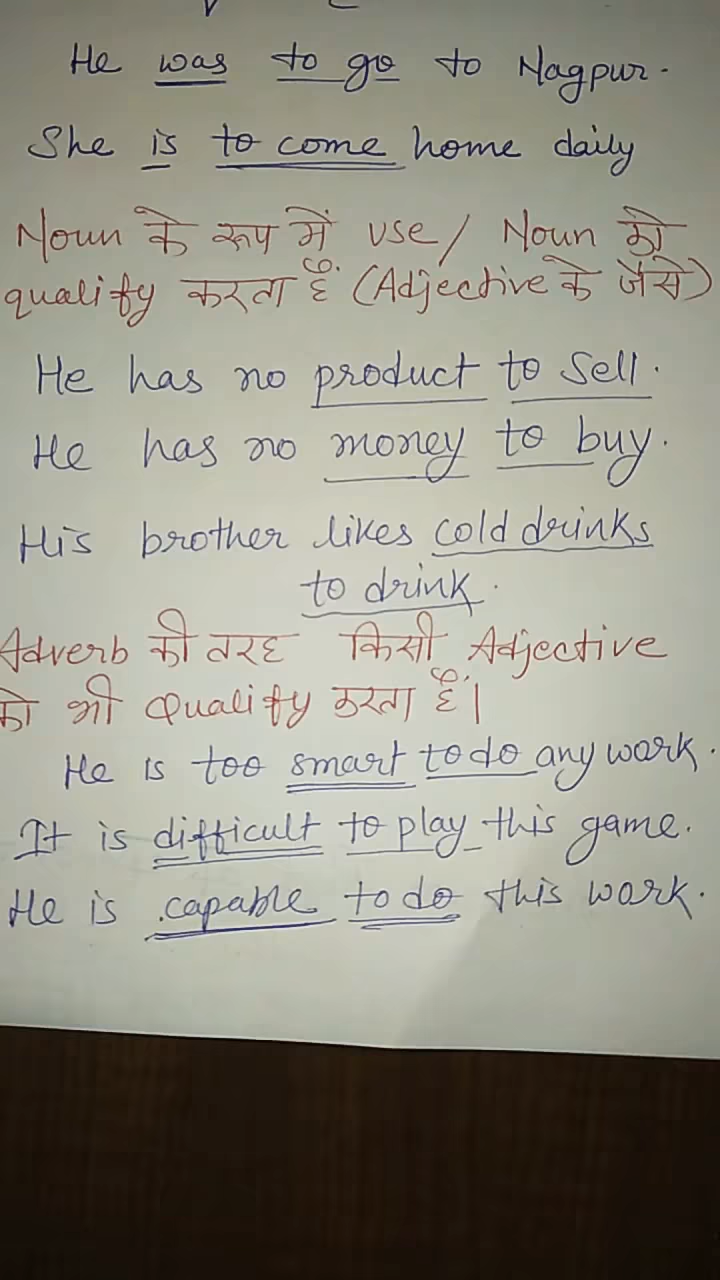 He was to go to Nagpur.
She is to come home daily
Noun के रूप में use/ Noun को
qualify करता है (Adjective के जैसे)
He has no product to sell.
He has no money to buy.
His brother likes cold drinks
to drink.
Adverb की तरह किसी Adjective
को भी Qualify करता है।
He is too smart to do any work.
It is difficult to play this game.
He is capable to do this work.